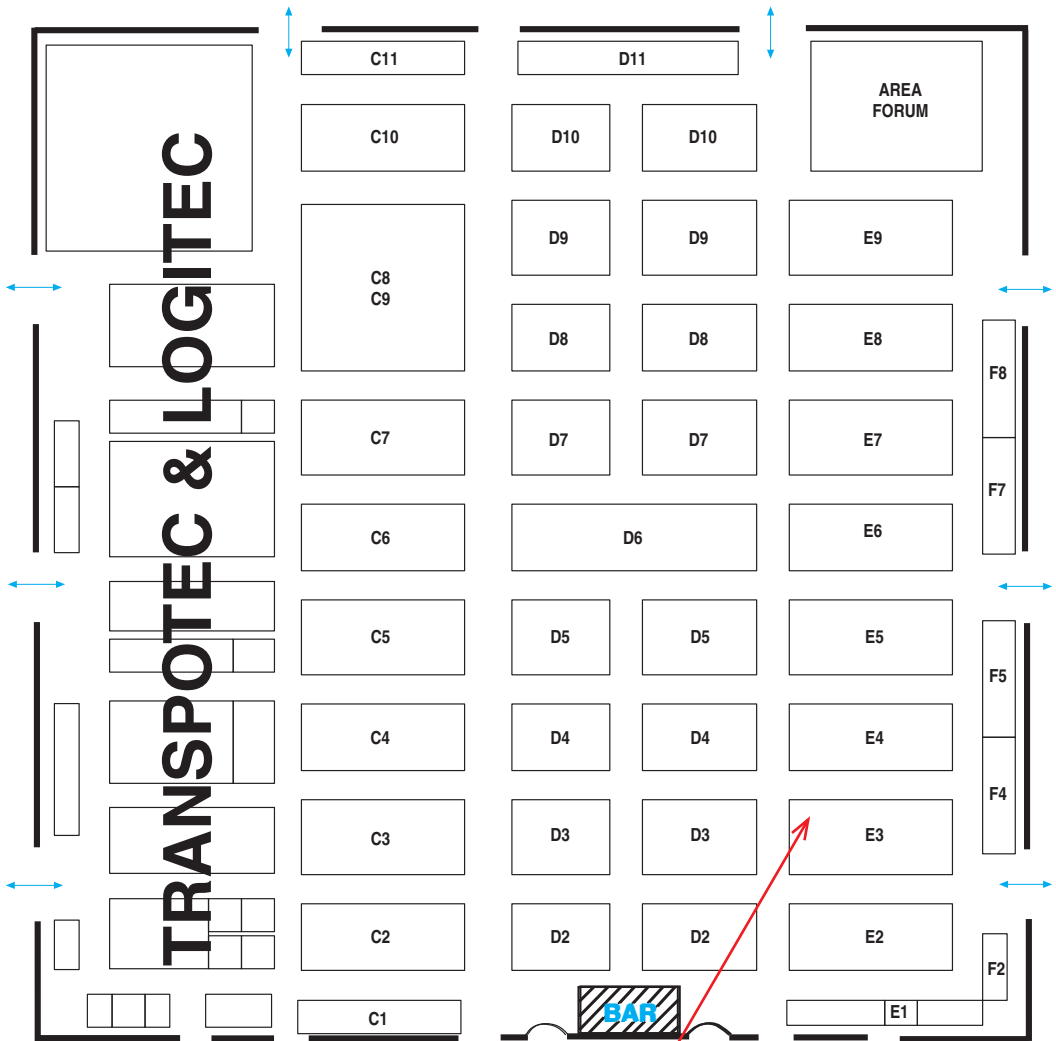 C11
D11
AREA
FORUM
C10
D10
D10
TRANSPOTEC & LOGITEC
D9
D9
E9
C8
C9
D8
D8
E8
F8
C7
D7
D7
E7
F7
C6
D6
E6
C5
D5
D5
E5
F5
C4
D4
D4
E4
F4
C3
D3
D3
E3
C2
D2
D2
E2
F2
C1
BAR
E1